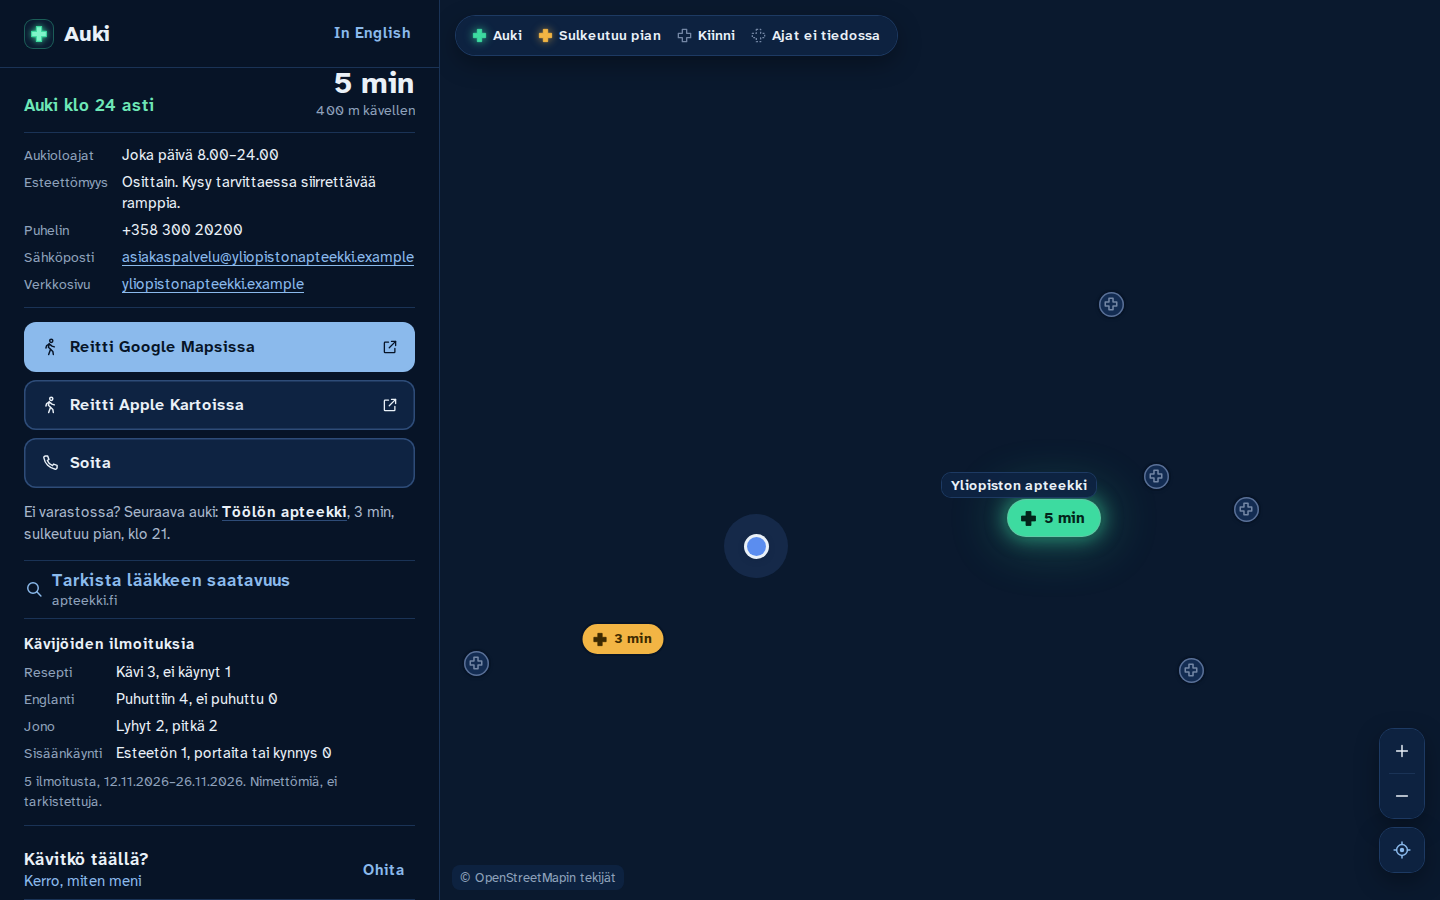 Auki
In English
5 min
Auki klo 24 asti
400 m kävellen
Aukioloajat Joka päivä 8.00–24.00
Esteettömyys Osittain. Kysy tarvittaessa siirrettävää
ramppia.
Puhelin +358 300 20200
Sähköposti asiakaspalvelu@yliopistonapteekki.example
Verkkosivu yliopistonapteekki.example
Reitti Google Mapsissa
Reitti Apple Kartoissa
Soita
Ei varastossa? Seuraava auki: Töölön apteekki, 3 min,
sulkeutuu pian, klo 21.
Tarkista lääkkeen saatavuus
apteekki.fi
Kävijöiden ilmoituksia
Resepti Kävi 3, ei käynyt 1
Englanti Puhuttiin 4, ei puhuttu 0
Jono Lyhyt 2, pitkä 2
Sisäänkäynti Esteetön 1, portaita tai kynnys 0
5 ilmoitusta, 12.11.2026–26.11.2026. Nimettömiä, ei
tarkistettuja.
Kävitkö täällä?
Kerro, miten meni
Ohita
Auki Sulkeutuu pian Kiinni Ajat ei tiedossa
Yliopiston apteekki
5 min
3 min
+
−
© OpenStreetMapin tekijät